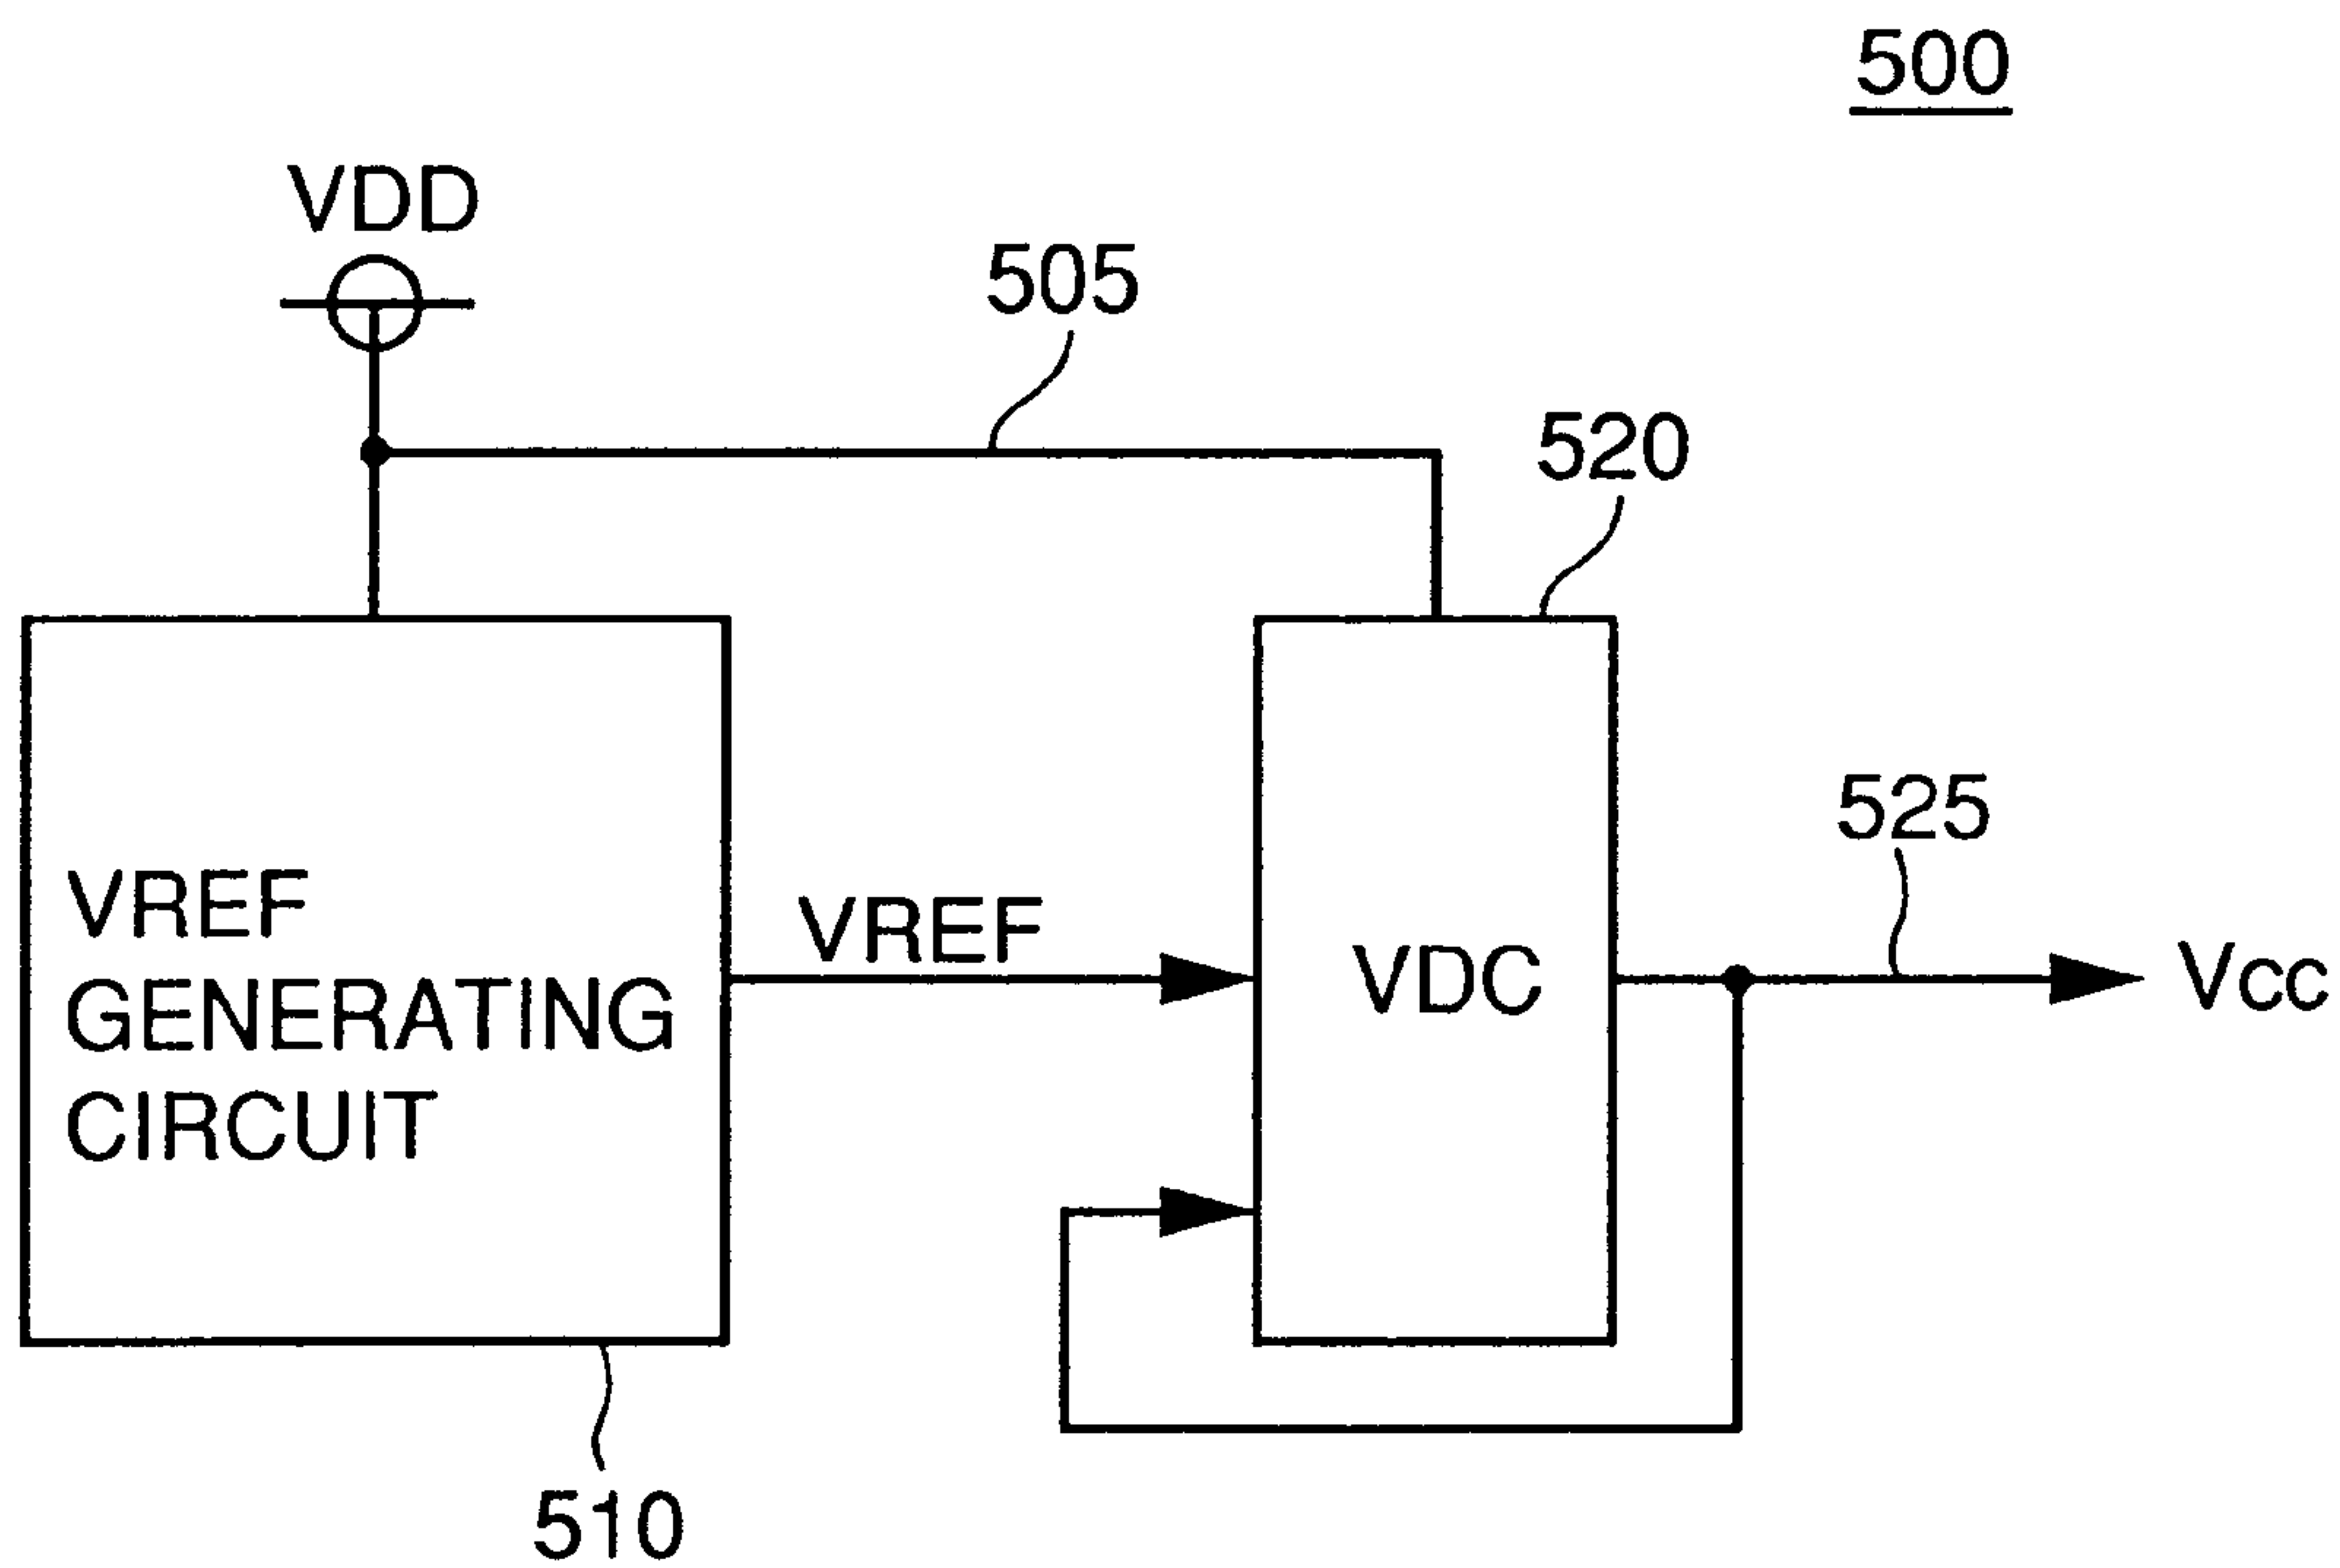 500
VDD
505
520
525
VREF
GENERATING
CIRCUIT
VREF
VDC
Vcc
510